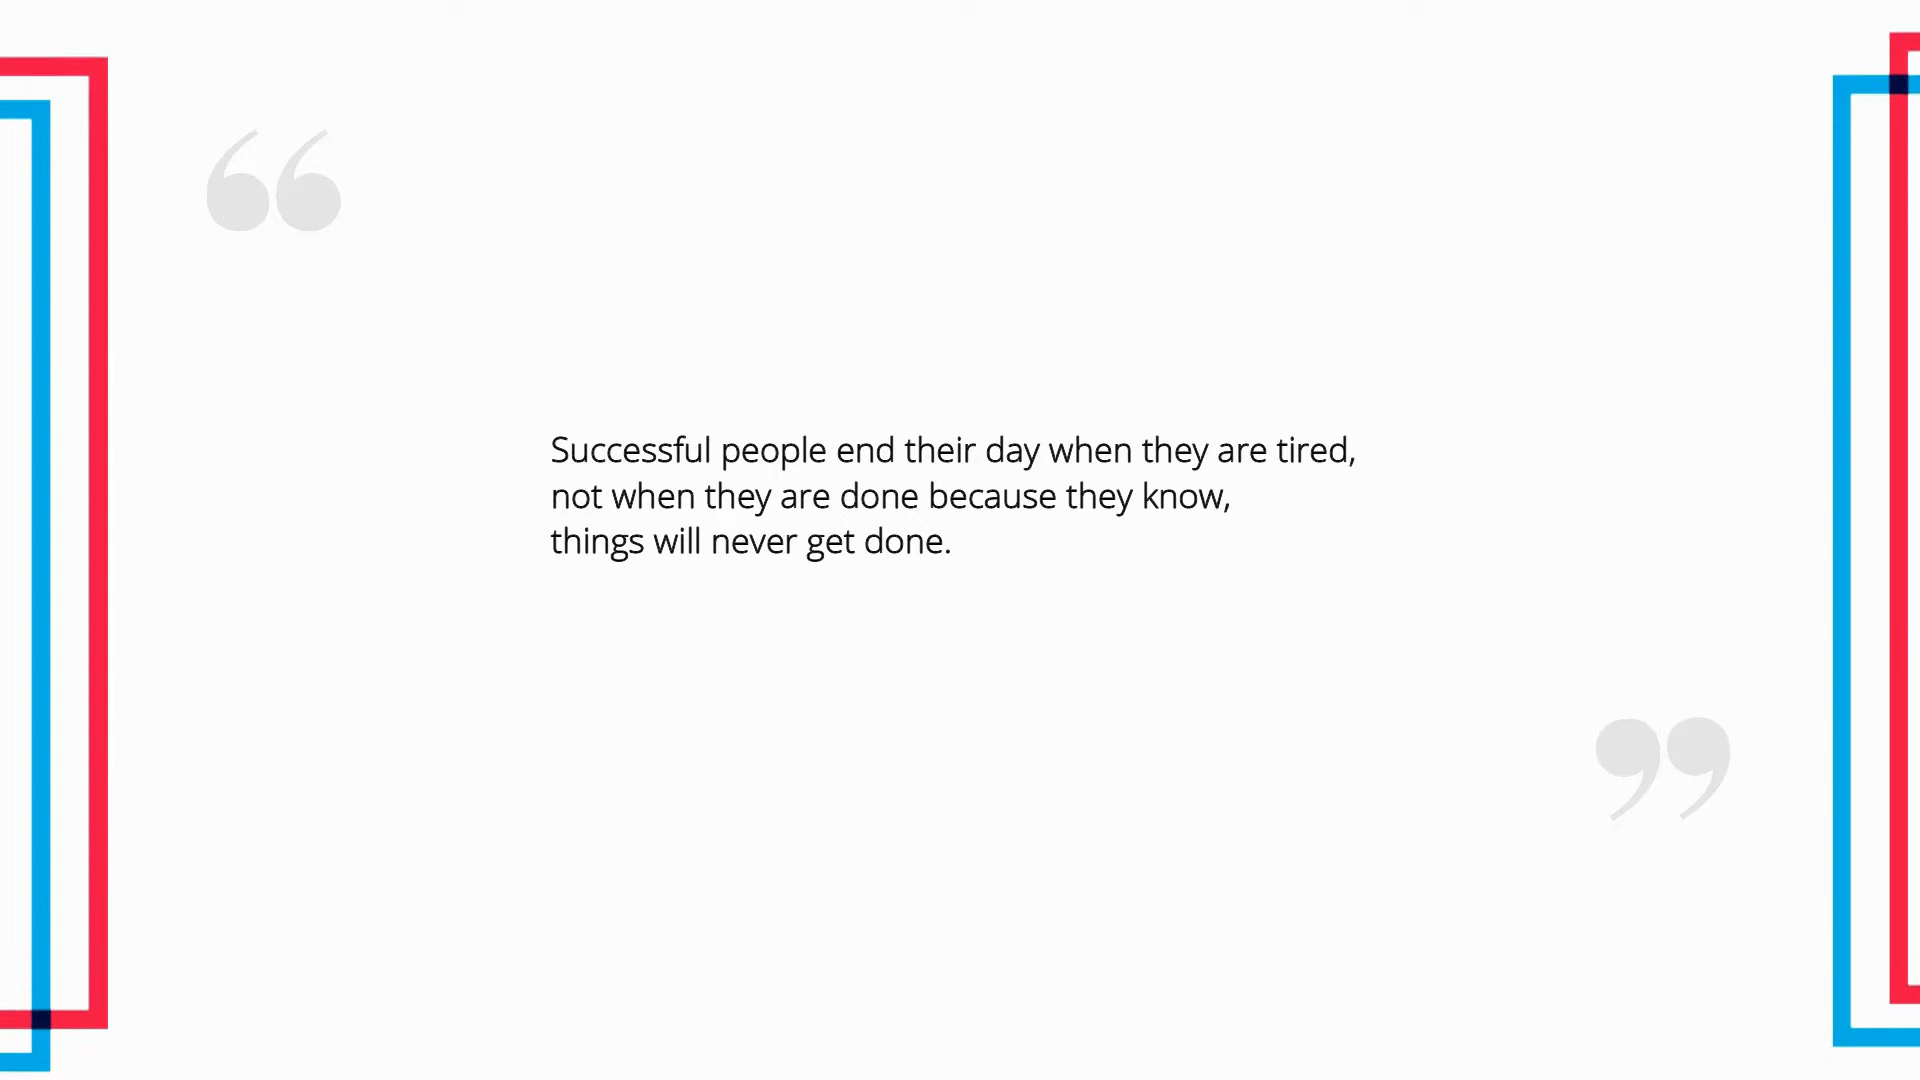 Successful people end their day when they are tired,
not when they are done because they know,
things will never get done.